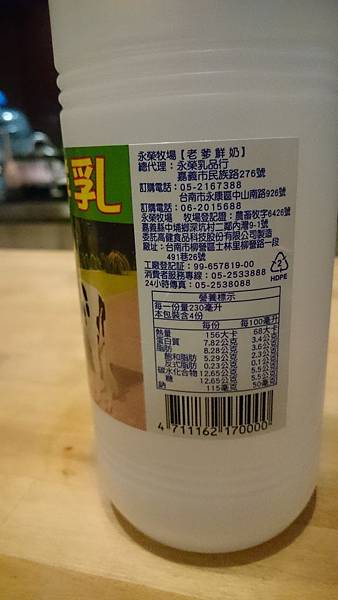 乳
永榮牧場【老爹鮮奶】
總代理：永榮乳品行
嘉義市民族路276號
訂購電話：05-2167388
台南市永康區中山南路926號
訂購電話：06-2015688
永榮牧場 牧場登記證：農畜牧字6426號
嘉義縣中埔鄉深坑村二鄰內灣9-1號
委託高健食品科技股份有限公司製造
廠址：台南市柳營區士林里柳營路一段
491巷26號
工廠登記証：99-657819-00
消費者服務專線：05-2533888
24小時傳真：05-2538088
2
HDPE
營養標示
每一份量230毫升
本包裝含4份
每份 每100毫升
熱量 156大卡 68大卡
蛋白質 7.82公克 3.4公克
脂肪 8.28公克 3.6公克
飽和脂肪 5.29公克 2.3公克
反式脂肪 0.23公克 0.1公克
碳水化合物 12.65公克 5.5公克
糖 12.65公克 5.5公克
鈉 115毫克 50毫克
4 711162 170000